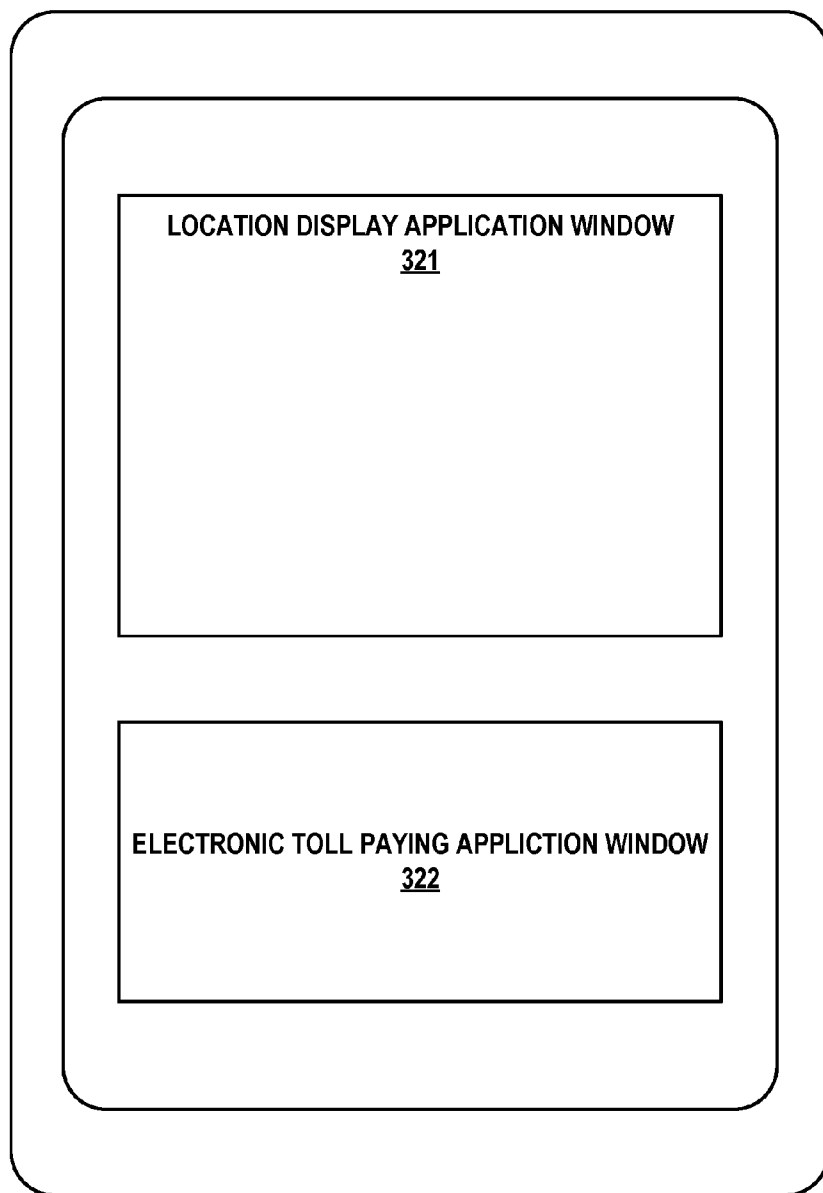 LOCATION DISPLAY APPLICATION WINDOW
321
ELECTRONIC TOLL PAYING APPLICTION WINDOW
322